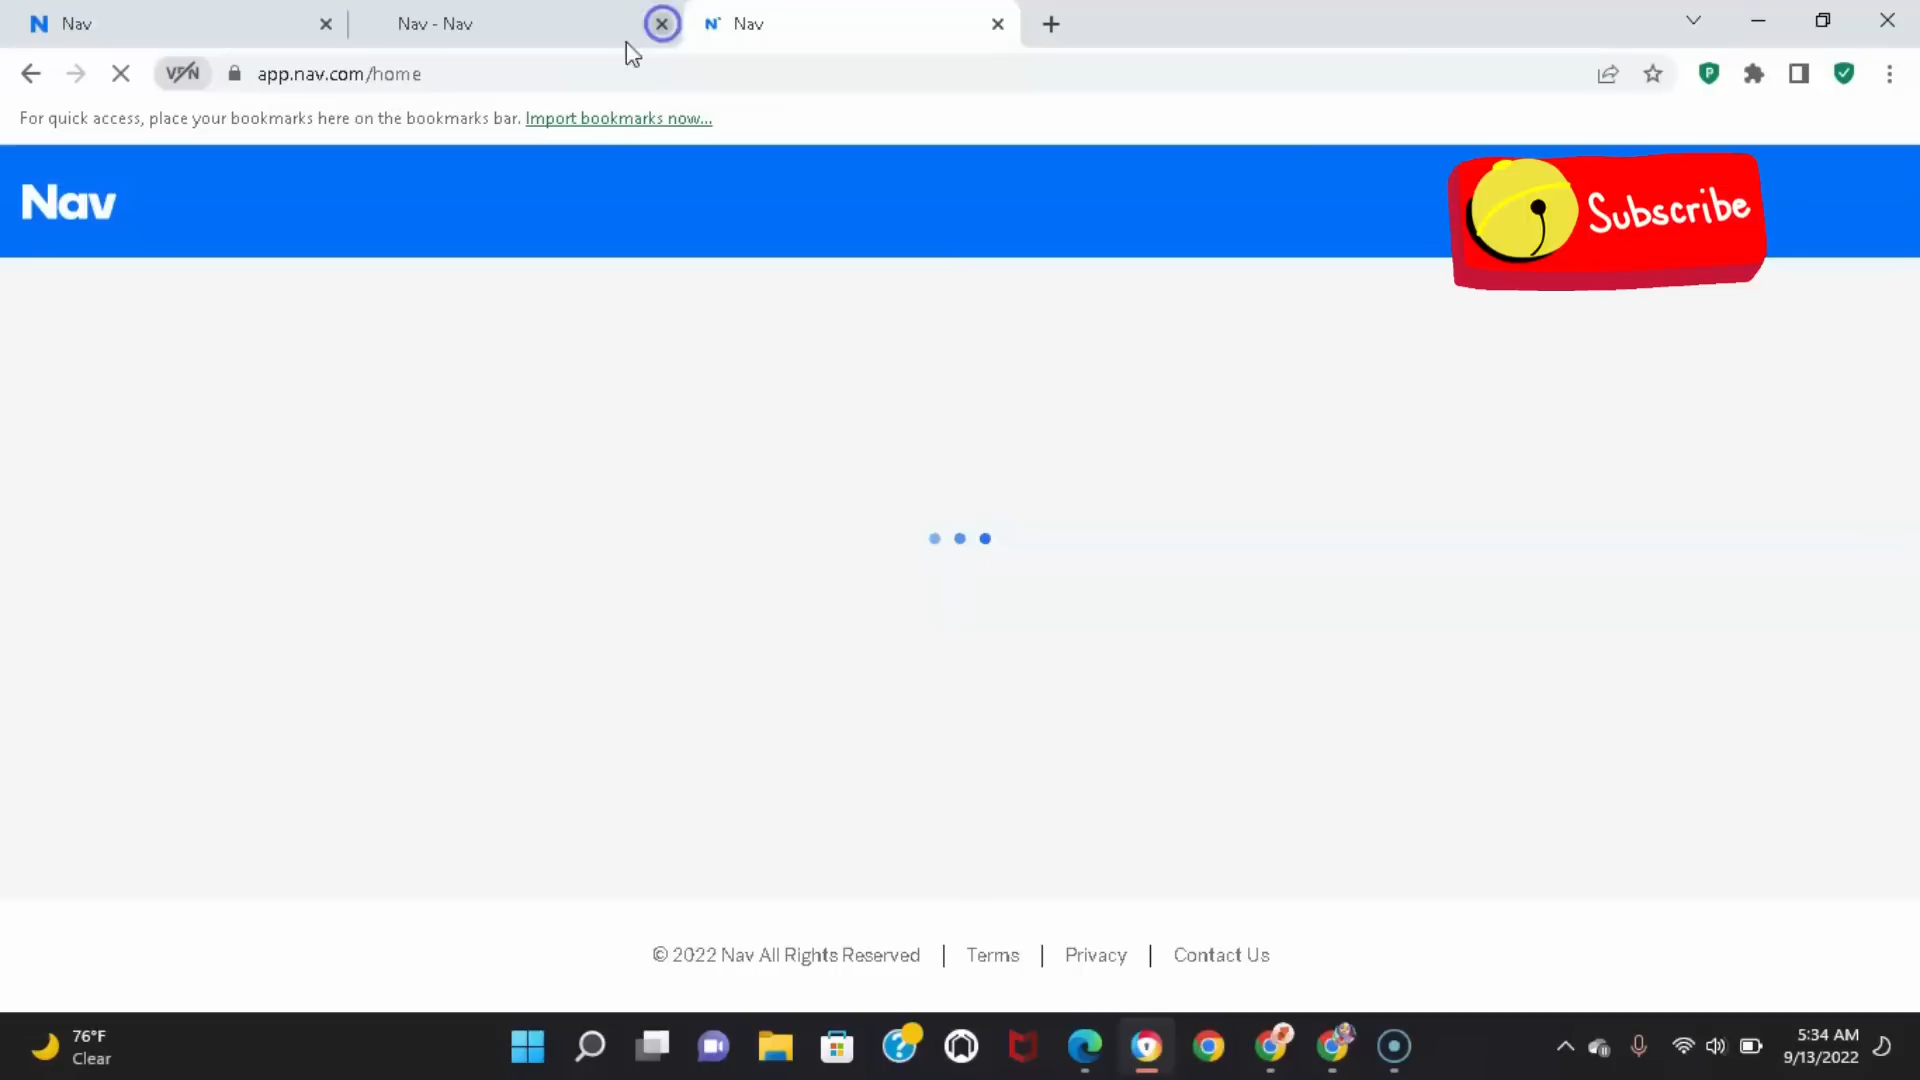 Nav
Nav - Nav
Nav
VPN
app.nav.com/home
For quick access, place your bookmarks here on the bookmarks bar. Import bookmarks now...
Nav
Subscribe
© 2022 Nav All Rights Reserved | Terms | Privacy | Contact Us
76°F
Clear
5:34 AM
9/13/2022